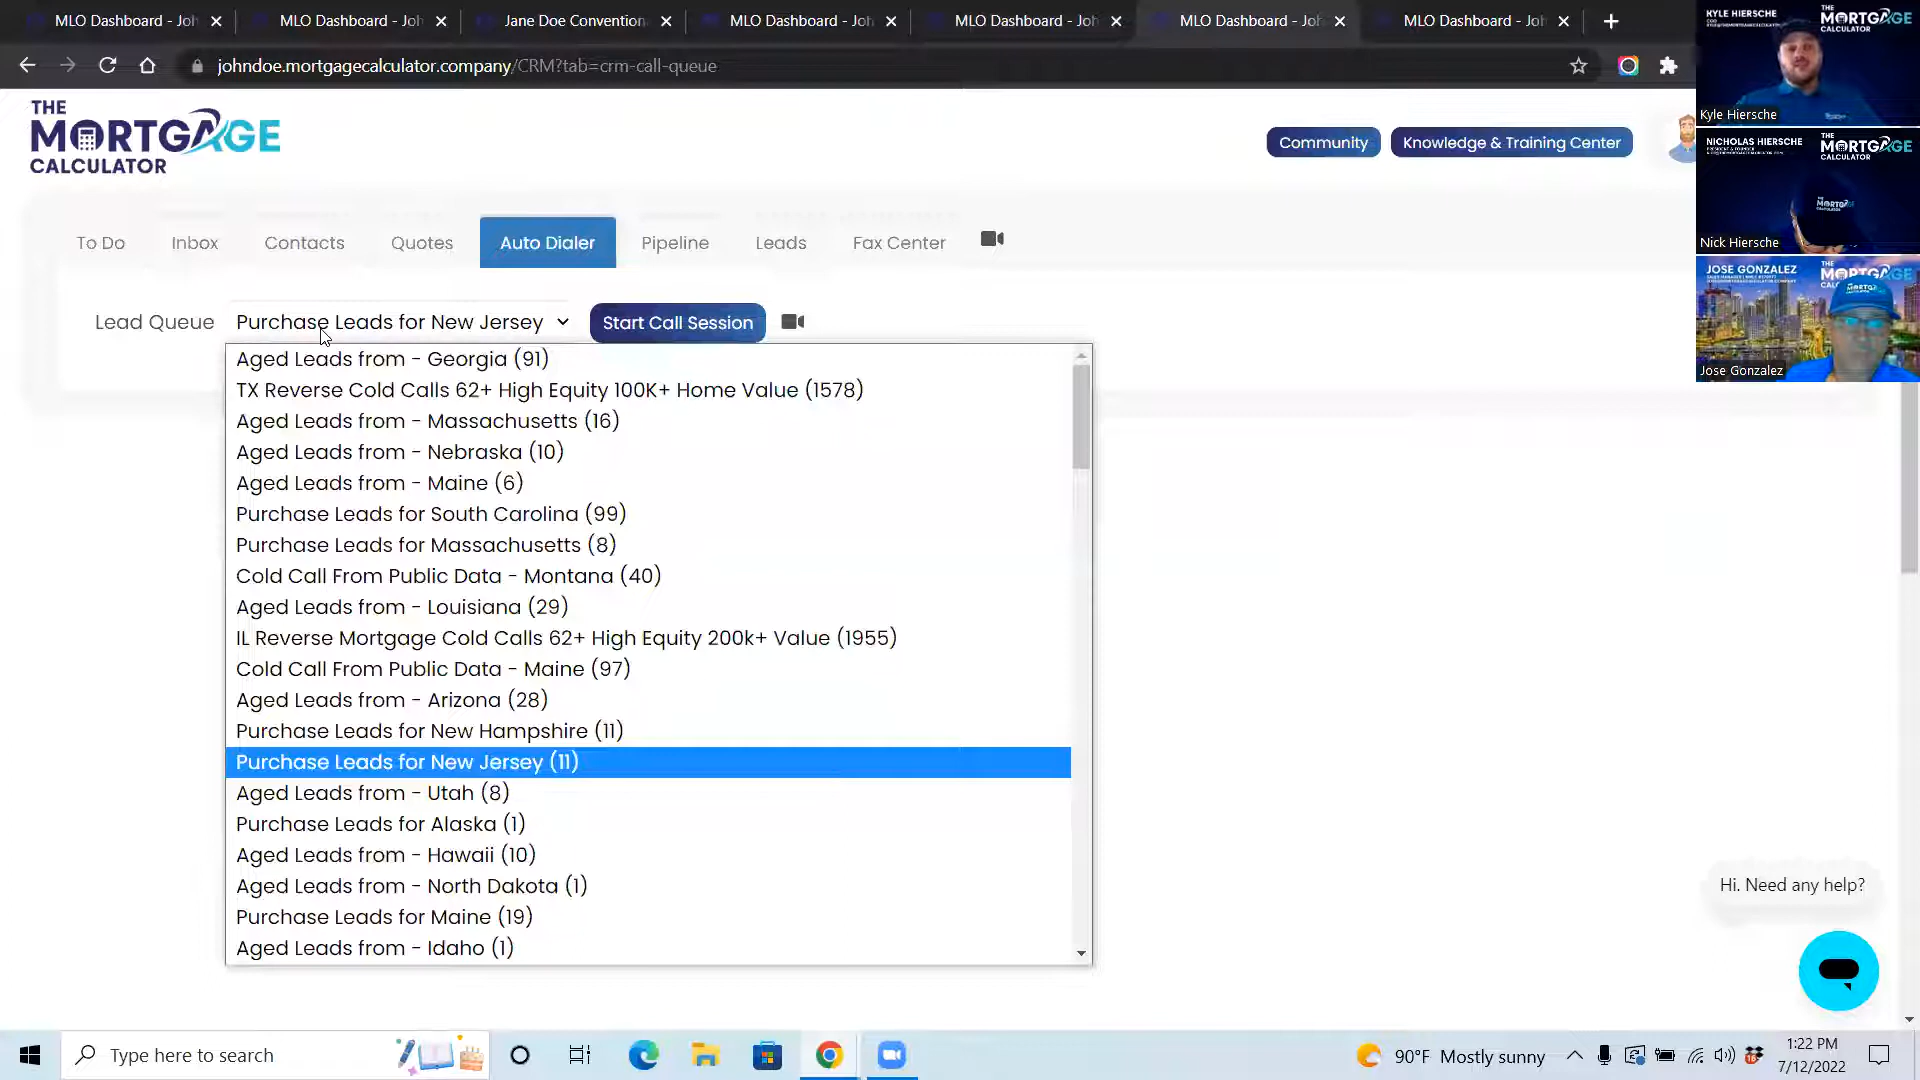 MLO Dashboard - Joh
MLO Dashboard - Joh
Jane Doe Convention
MLO Dashboard - Joh
MLO Dashboard - Joh
MLO Dashboard - Joh
MLO Dashboard - Joh
johndoe.mortgagecalculator.company/CRM?tab=crm-call-queue
THE
MORTGAGE
CALCULATOR
Community
Knowledge & Training Center
To Do
Inbox
Contacts
Quotes
Auto Dialer
Pipeline
Leads
Fax Center
Lead Queue
Purchase Leads for New Jersey
Start Call Session
Aged Leads from - Georgia (91)
TX Reverse Cold Calls 62+ High Equity 100K+ Home Value (1578)
Aged Leads from - Massachusetts (16)
Aged Leads from - Nebraska (10)
Aged Leads from - Maine (6)
Purchase Leads for South Carolina (99)
Purchase Leads for Massachusetts (8)
Cold Call From Public Data - Montana (40)
Aged Leads from - Louisiana (29)
IL Reverse Mortgage Cold Calls 62+ High Equity 200k+ Value (1955)
Cold Call From Public Data - Maine (97)
Aged Leads from - Arizona (28)
Purchase Leads for New Hampshire (11)
Purchase Leads for New Jersey (11)
Aged Leads from - Utah (8)
Purchase Leads for Alaska (1)
Aged Leads from - Hawaii (10)
Aged Leads from - North Dakota (1)
Purchase Leads for Maine (19)
Aged Leads from - Idaho (1)
KYLE HIERSCHE
THE
MORTGAGE
CALCULATOR
Kyle Hiersche
NICHOLAS HIERSCHE
THE
MORTGAGE
CALCULATOR
Nick Hiersche
JOSE GONZALEZ
THE
Jose Gonzalez
Hi. Need any help?
Type here to search
90°F Mostly sunny
1:22 PM
7/12/2022